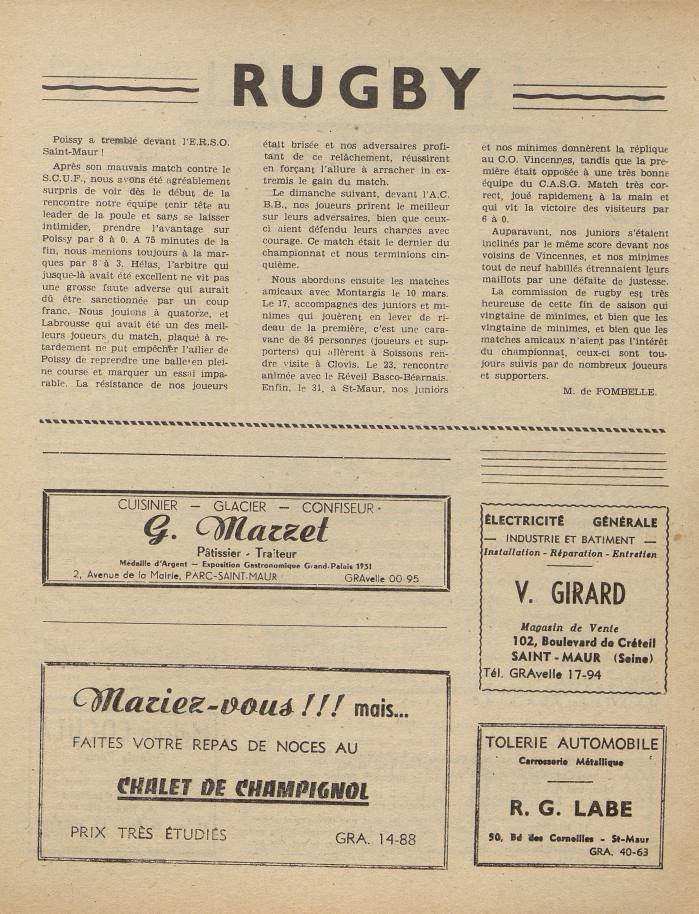 RUGBY
Poissy a tremblé devant l'E.R.S.O.
Saint-Maur !
Après son mauvais match contre le
S.C.U.F., nous avons été agréablement
surpris de voir dès le début de la
rencontre notre équipe tenir tête au
leader de la poule et sans se laisser
intimider, prendre l'avantage sur
Poissy par 8 à 0. A 75 minutes de la
fin, nous menions toujours à la mar-
ques par 8 à 3. Hélas, l'arbitre qui
jusque-là avait été excellent ne vit pas
une grosse faute adverse qui aurait
dû être sanctionnée par un coup
franc. Nous jouions à quatorze, et
Labrousse qui avait été un des meil-
leurs joueurs du match, plaqué à re-
tardement ne put empêcher l'ailier de
Poissy de reprendre une balle en plei-
ne course et marquer un essai impa-
rable. La résistance de nos joueurs
était brisée et nos adversaires profi-
tant de ce relâchement, réussirent
en forçant l'allure à arracher in ex-
tremis le gain du match.
Le dimanche suivant, devant l'A.C.
B.B., nos joueurs prirent le meilleur
sur leurs adversaires, bien que ceux-
ci aient défendu leurs chances avec
courage. Ce match était le dernier du
championnat et nous terminions cin-
quième.
Nous abordons ensuite les matches
amicaux avec Montargis le 10 mars.
Le 17, accompagnés des juniors et mi-
nimes qui jouèrent en lever de ri-
deau de la première, c'est une cara-
vane de 84 personnes (joueurs et sup-
porters) qui allèrent à Soissons ren-
dre visite à Clovis. Le 23, rencontre
animée avec le Réveil Basco-Béarnais.
Enfin, le 31, à St-Maur, nos juniors
et nos minimes donnèrent la réplique
au C.O. Vincennes, tandis que la pre-
mière était opposée à une très bonne
équipe du C.A.S.G. Match très cor-
rect, joué rapidement à la main et
qui vit la victoire des visiteurs par
6 à 0.
Auparavant, nos juniors s'étaient
inclinés par le même score devant nos
voisins de Vincennes, et nos minimes
tout de neuf habillés étrennaient leurs
maillots par une défaite de justesse.
La commission de rugby est très
heureuse de cette fin de saison qui
vingtaine de minimes, et bien que les
vingtaine de minimes, et bien que les
matches amicaux n'aient pas l'intérêt
du championnat, ceux-ci sont tou-
jours suivis par de nombreux joueurs
et supporters.
M. de FOMBELLE.
CUISINIER — GLACIER — CONFISEUR
G. Marzet
Pâtissier - Traiteur
Médaille d'Argent — Exposition Gastronomique Grand-Palais 1951
2, Avenue de la Mairie, PARC-SAINT-MAUR GRAvelle 00-95
Mariez-vous !!! mais...
FAITES VOTRE REPAS DE NOCES AU
CHALET DE CHAMPIGNOL
PRIX TRÈS ÉTUDIÉS GRA. 14-88
ÉLECTRICITÉ GÉNÉRALE
— INDUSTRIE ET BATIMENT —
Installation - Réparation - Entretien
V. GIRARD
Magasin de Vente
102, Boulevard de Créteil
SAINT-MAUR (Seine)
Tél. GRAvelle 17-94
TOLERIE AUTOMOBILE
Carrosserie Métallique
R. G. LABE
50, Bd des Corneilles - St-Maur
GRA. 40-63